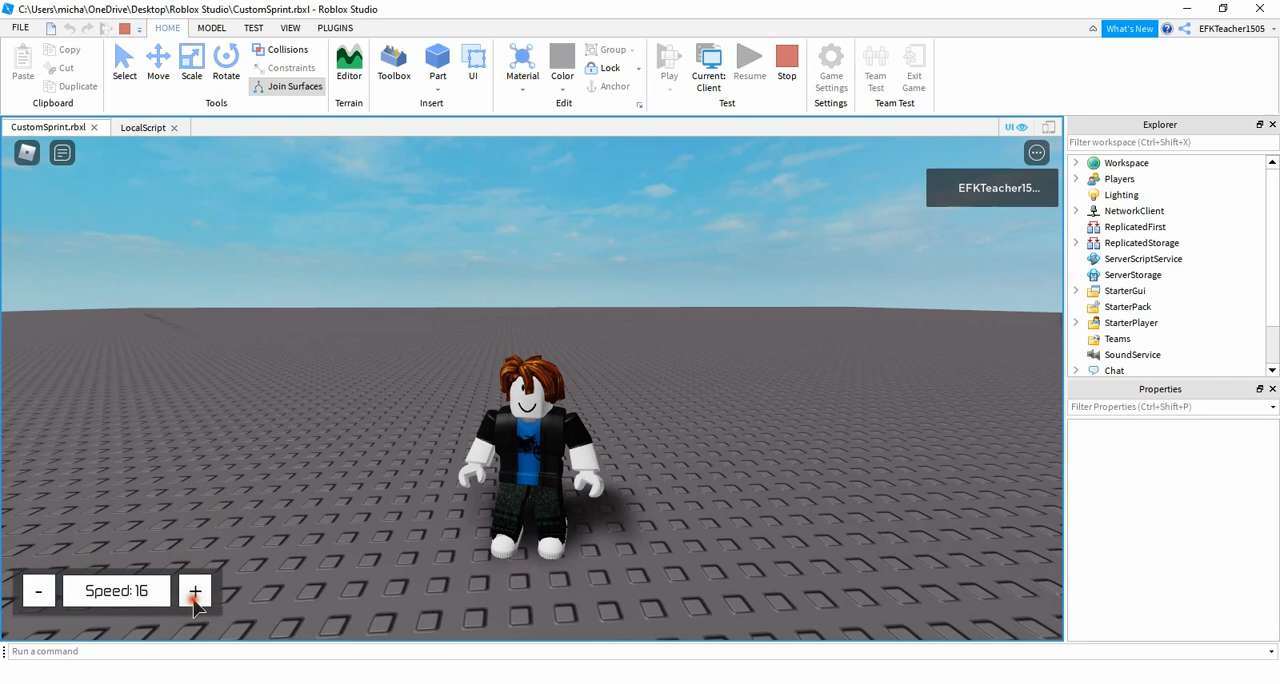 C:\Users\micha\OneDrive\Desktop\Roblox Studio\CustomSprint.rbxl - Roblox Studio
FILE HOME MODEL TEST VIEW PLUGINS What's New EFKTeacher1505
Paste Copy Cut Duplicate Clipboard
Select Move Scale Rotate Collisions Constraints Join Surfaces Tools
Editor Terrain
Toolbox Part UI Insert
Material Color Group Lock Anchor Edit
Play Current: Client Resume Stop Test
Game Settings Settings
Team Test Exit Game Team Test
CustomSprint.rbxl LocalScript UI
EFKTeacher15...
- Speed: 16 +
Explorer
Filter workspace (Ctrl+Shift+X)
Workspace
Players
Lighting
NetworkClient
ReplicatedFirst
ReplicatedStorage
ServerScriptService
ServerStorage
StarterGui
StarterPack
StarterPlayer
Teams
SoundService
Chat
Properties
Filter Properties (Ctrl+Shift+P)
Run a command